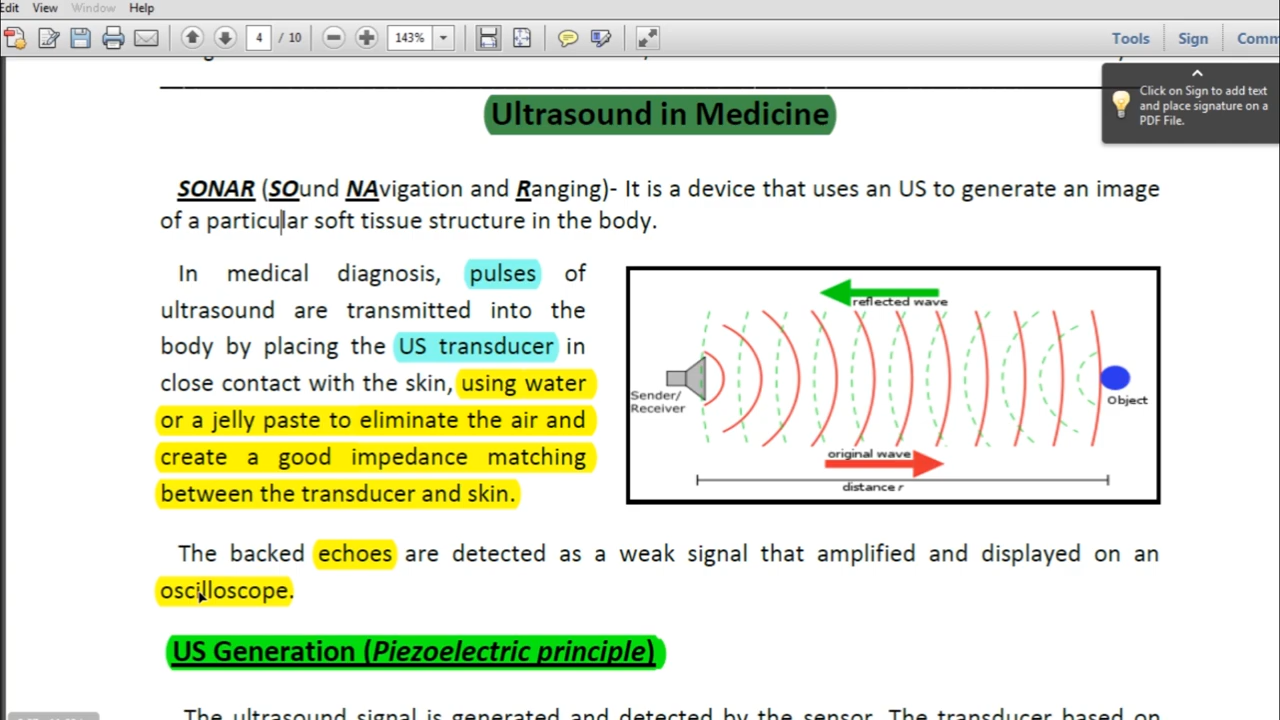 Edit View Window Help
4 / 10 143% Tools Sign Comm
Click on Sign to add text
and place signature on a
PDF File.
Ultrasound in Medicine
SONAR (SOund NAvigation and Ranging)- It is a device that uses an US to generate an image
of a particular soft tissue structure in the body.
In medical diagnosis, pulses of
ultrasound are transmitted into the
body by placing the US transducer in
close contact with the skin, using water
or a jelly paste to eliminate the air and
create a good impedance matching
between the transducer and skin.
reflected wave
Sender/
Receiver
Object
original wave
distance r
The backed echoes are detected as a weak signal that amplified and displayed on an
oscilloscope.
US Generation (Piezoelectric principle)
The ultrasound signal is generated and detected by the sensor. The transducer based on